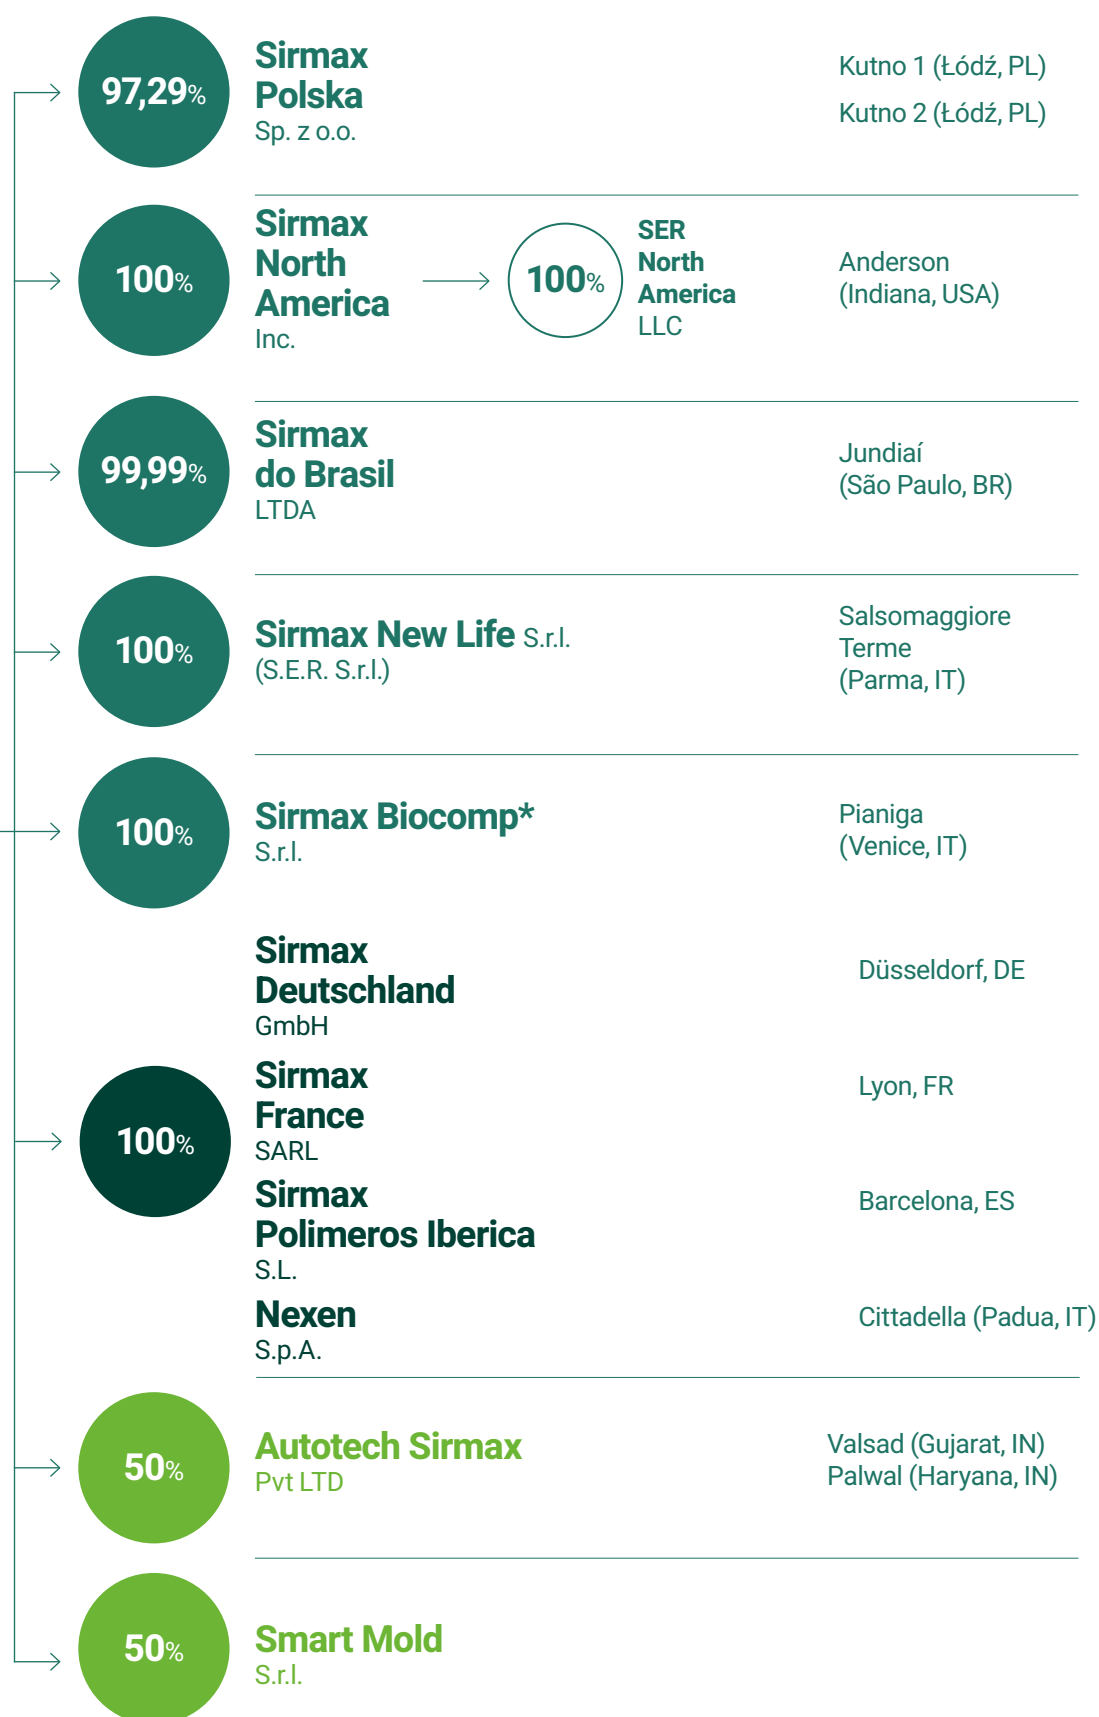 97,29%
Sirmax
Polska
Sp. z o.o.
Kutno 1 (Łódź, PL)
Kutno 2 (Łódź, PL)
100%
Sirmax
North
America
Inc.
100%
SER
North
America
LLC
Anderson
(Indiana, USA)
99,99%
Sirmax
do Brasil
LTDA
Jundiaí
(São Paulo, BR)
100%
Sirmax New Life S.r.l.
(S.E.R. S.r.l.)
Salsomaggiore
Terme
(Parma, IT)
100%
Sirmax Biocomp*
S.r.l.
Pianiga
(Venice, IT)
100%
Sirmax
Deutschland
GmbH
Düsseldorf, DE
Sirmax
France
SARL
Lyon, FR
Sirmax
Polimeros Iberica
S.L.
Barcelona, ES
Nexen
S.p.A.
Cittadella (Padua, IT)
50%
Autotech Sirmax
Pvt LTD
Valsad (Gujarat, IN)
Palwal (Haryana, IN)
50%
Smart Mold
S.r.l.